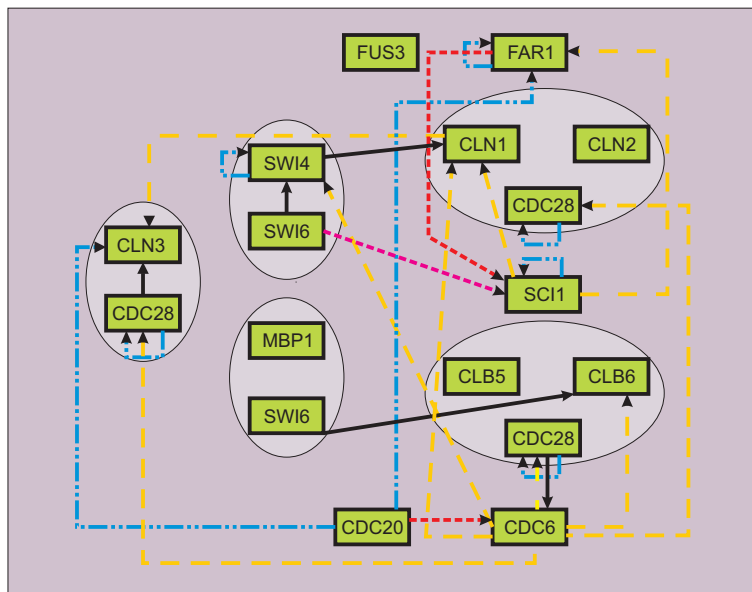 FUS3
FAR1
CLN1
CLN2
SWI4
CDC28
SWI6
CLN3
SCI1
CDC28
MBP1
CLB5
CLB6
SWI6
CDC28
CDC20
CDC6